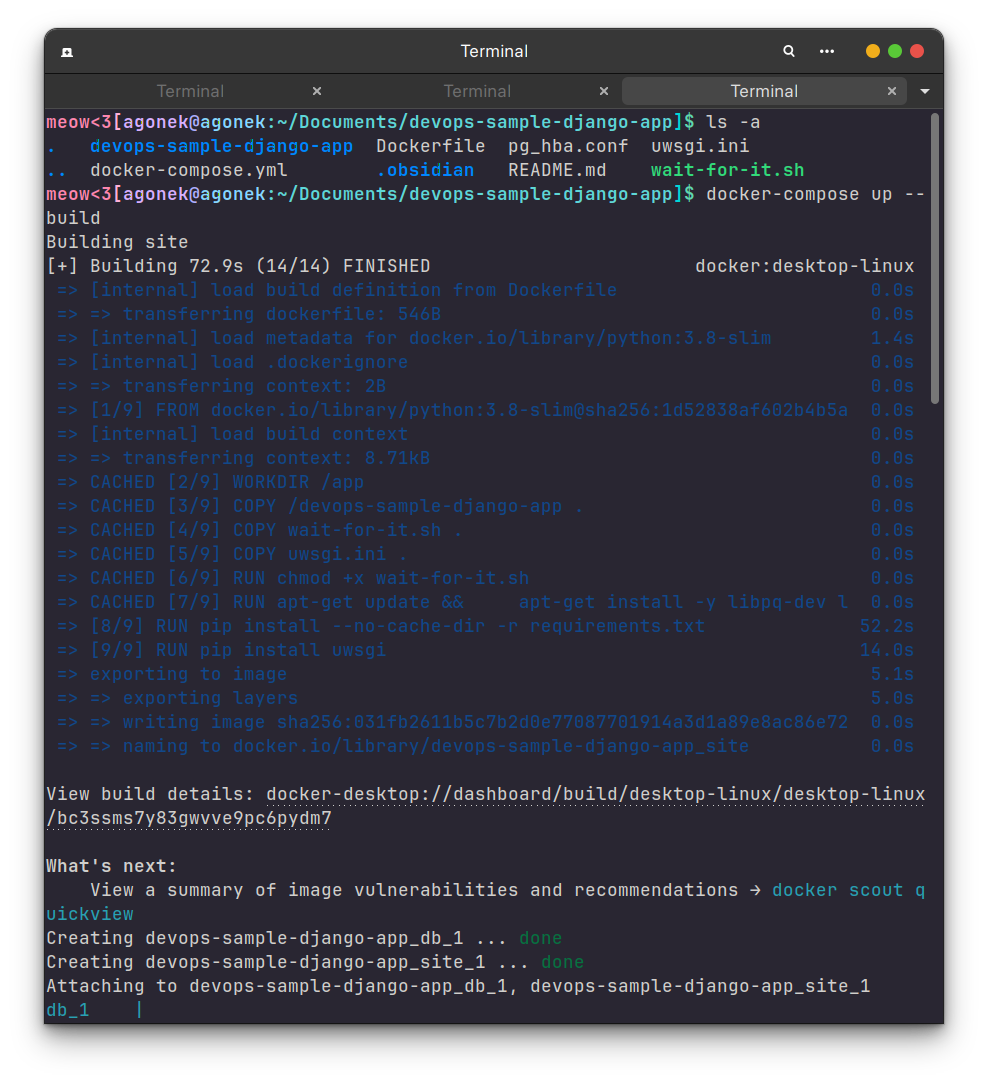 Terminal
Terminal
Terminal
Terminal
meow<3[agonek@agonek:~/Documents/devops-sample-django-app]$ ls -a
. devops-sample-django-app Dockerfile pg_hba.conf uwsgi.ini
.. docker-compose.yml .obsidian README.md wait-for-it.sh
meow<3[agonek@agonek:~/Documents/devops-sample-django-app]$ docker-compose up --
build
Building site
[+] Building 72.9s (14/14) FINISHED docker:desktop-linux
=> [internal] load build definition from Dockerfile 0.0s
=> => transferring dockerfile: 546B 0.0s
=> [internal] load metadata for docker.io/library/python:3.8-slim 1.4s
=> [internal] load .dockerignore 0.0s
=> => transferring context: 2B 0.0s
=> [1/9] FROM docker.io/library/python:3.8-slim@sha256:1d52838af602b4b5a 0.0s
=> [internal] load build context 0.0s
=> => transferring context: 8.71kB 0.0s
=> CACHED [2/9] WORKDIR /app 0.0s
=> CACHED [3/9] COPY /devops-sample-django-app . 0.0s
=> CACHED [4/9] COPY wait-for-it.sh . 0.0s
=> CACHED [5/9] COPY uwsgi.ini . 0.0s
=> CACHED [6/9] RUN chmod +x wait-for-it.sh 0.0s
=> CACHED [7/9] RUN apt-get update && apt-get install -y libpq-dev l 0.0s
=> [8/9] RUN pip install --no-cache-dir -r requirements.txt 52.2s
=> [9/9] RUN pip install uwsgi 14.0s
=> exporting to image 5.1s
=> => exporting layers 5.0s
=> => writing image sha256:031fb2611b5c7b2d0e77087701914a3d1a89e8ac86e72 0.0s
=> => naming to docker.io/library/devops-sample-django-app_site 0.0s
View build details: docker-desktop://dashboard/build/desktop-linux/desktop-linux
/bc3ssms7y83gwvve9pc6pydm7
What's next:
View a summary of image vulnerabilities and recommendations → docker scout q
uickview
Creating devops-sample-django-app_db_1 ... done
Creating devops-sample-django-app_site_1 ... done
Attaching to devops-sample-django-app_db_1, devops-sample-django-app_site_1
db_1 |